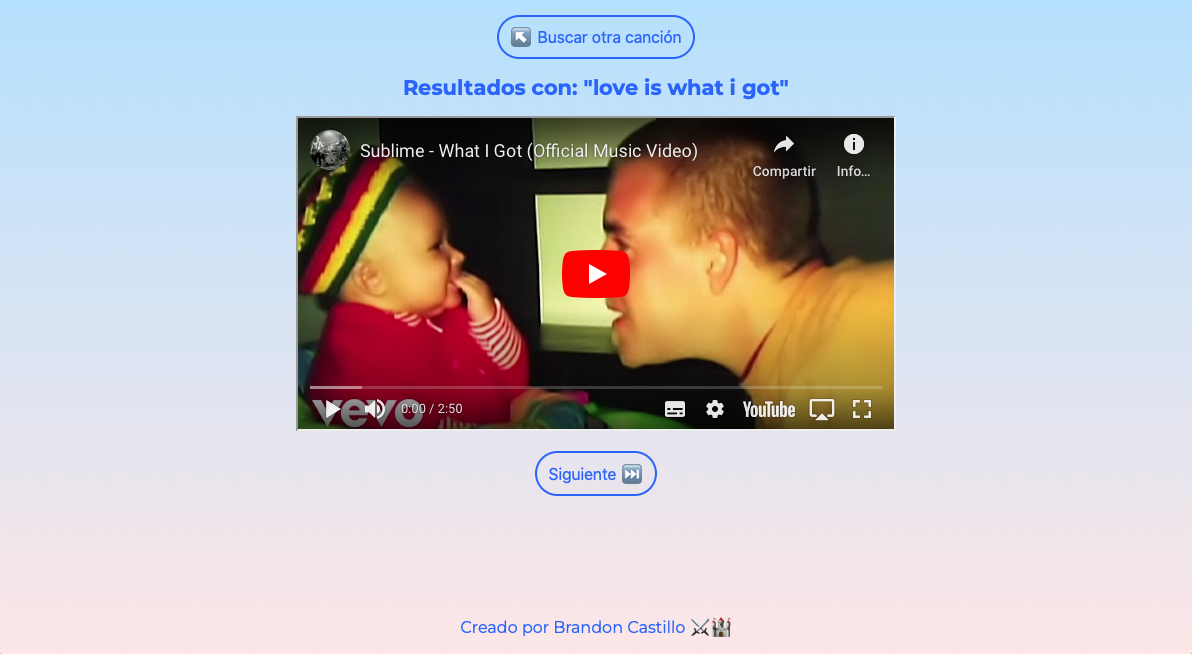 Buscar otra canción
Resultados con: "love is what i got"
Sublime - What I Got (Official Music Video)
Compartir
Info...
vevo
0:00 / 2:50
YouTube
Siguiente
Creado por Brandon Castillo